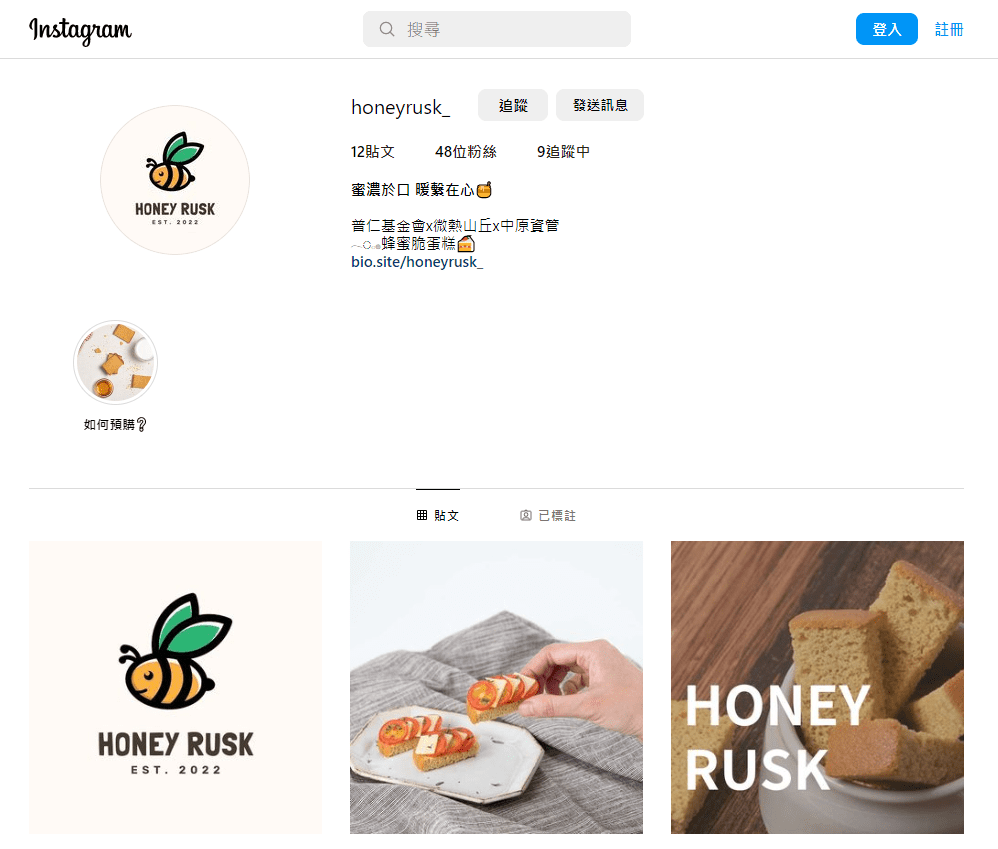 Instagram
搜尋
登入
註冊
honeyrusk_
追蹤
發送訊息
12貼文 48位粉絲 9追蹤中
蜜濃於口 暖繫在心🍯
普仁基金會x微熱山丘x中原資管
蜂蜜脆蛋糕🍰
bio.site/honeyrusk_
HONEY RUSK
EST. 2022
如何預購❔
貼文
已標註
HONEY RUSK
EST. 2022
HONEY
RUSK